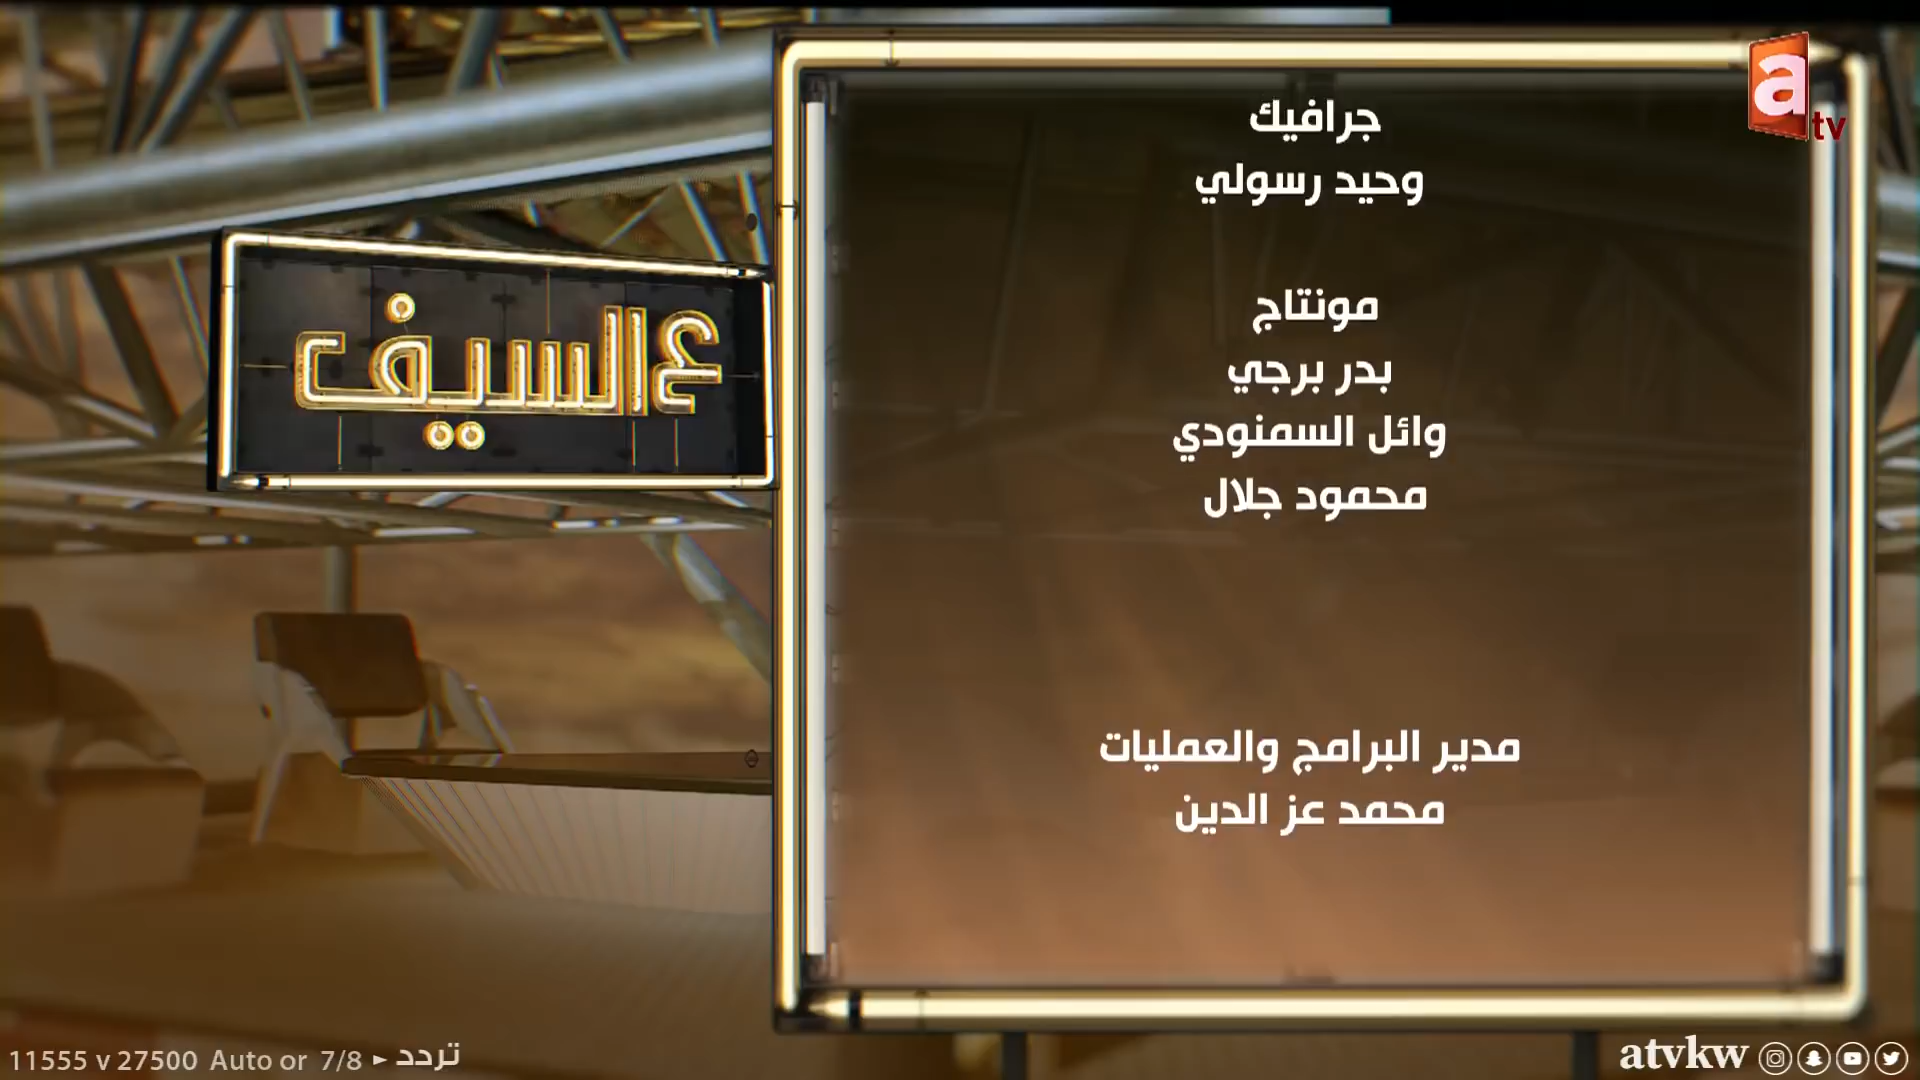 a tv
جرافيك
وحيد رسولي
مونتاج
بدر برجي
وائل السمنودي
محمود جلال
مدير البرامج والعمليات
محمد عز الدين
ع السيف
تردد ► 11555 v 27500 Auto or 7/8
atvkw